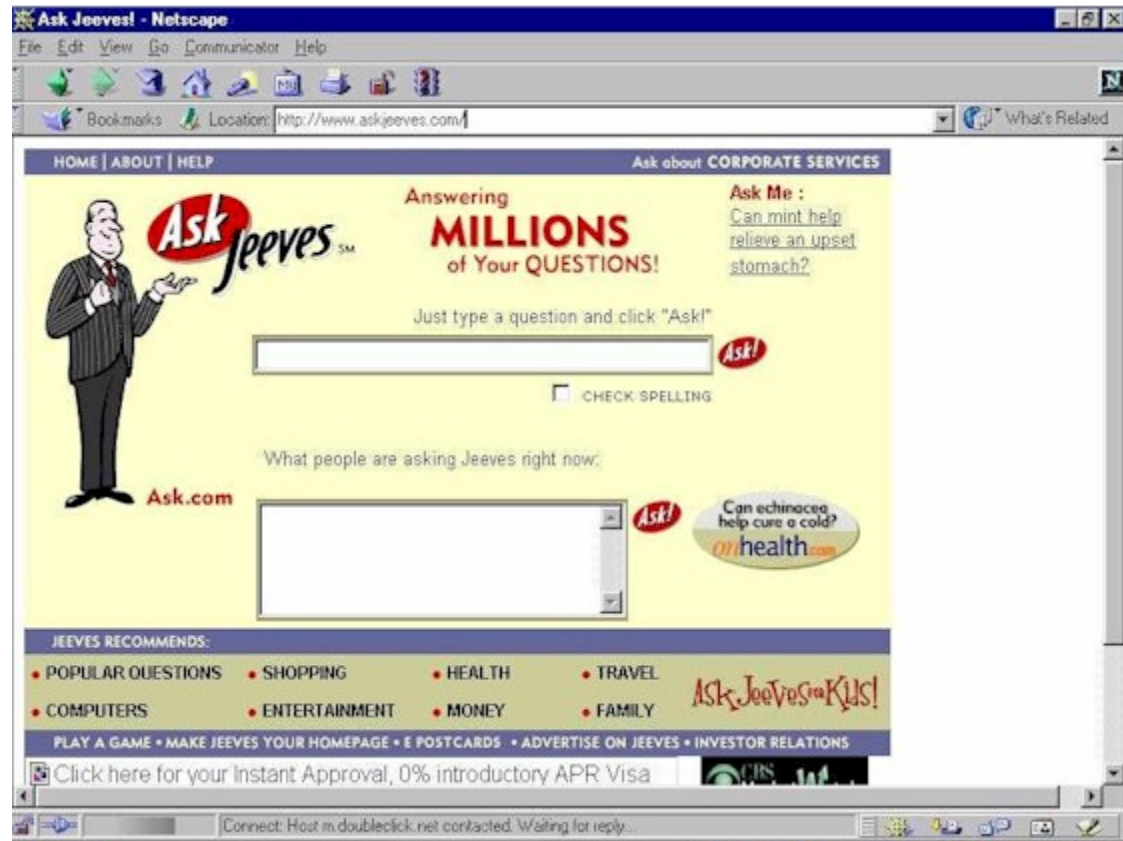 Ask Jeeves! - Netscape
File Edit View Go Communicator Help
Bookmarks Location: http://www.askjeeves.com/ What's Related
HOME | ABOUT | HELP Ask about CORPORATE SERVICES
Ask Jeeves SM
Answering
MILLIONS
of Your QUESTIONS!
Ask Me :
Can mint help
relieve an upset
stomach?
Just type a question and click "Ask!"
Ask!
CHECK SPELLING
What people are asking Jeeves right now:
Ask.com
Ask!
Can echinacea
help cure a cold?
onhealth.com
JEEVES RECOMMENDS:
• POPULAR QUESTIONS • SHOPPING • HEALTH • TRAVEL
• COMPUTERS • ENTERTAINMENT • MONEY • FAMILY
Ask Jeeves FOR Kids!
PLAY A GAME • MAKE JEEVES YOUR HOMEPAGE • E POSTCARDS • ADVERTISE ON JEEVES • INVESTOR RELATIONS
Click here for your Instant Approval, 0% introductory APR Visa
CBS
Connect: Host m.doubleclick.net contacted. Waiting for reply...